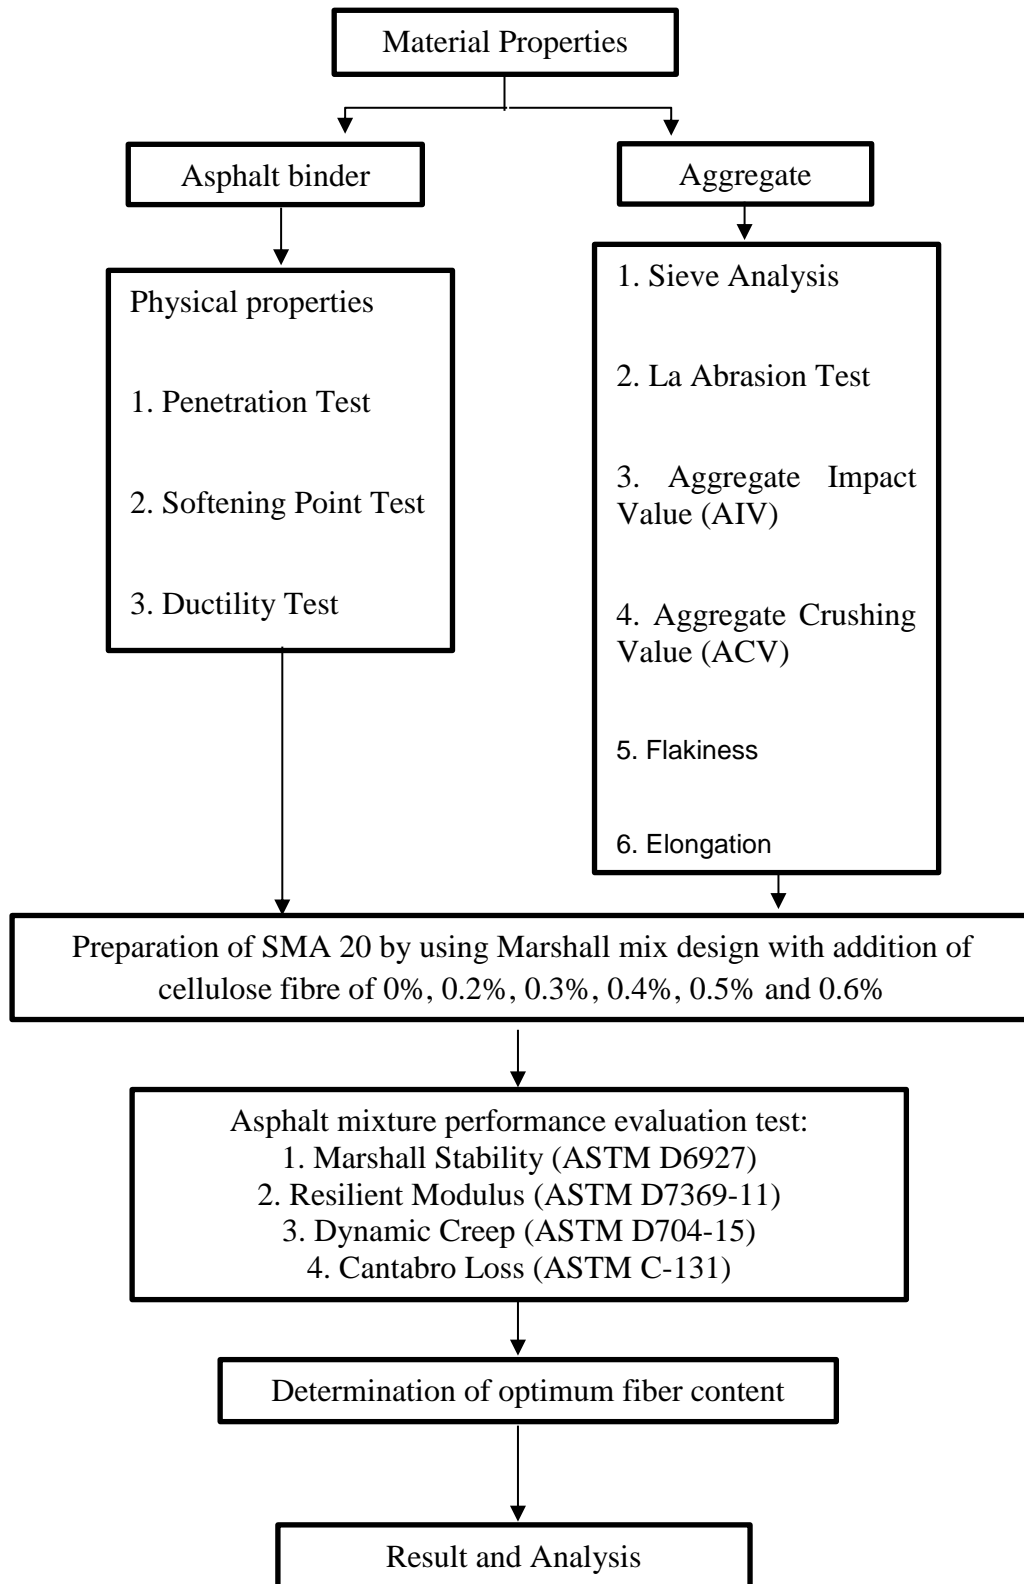 Material Properties
Asphalt binder
Aggregate
Physical properties
1. Penetration Test
2. Softening Point Test
3. Ductility Test
1. Sieve Analysis
2. La Abrasion Test
3. Aggregate Impact
Value (AIV)
4. Aggregate Crushing
Value (ACV)
5. Flakiness
6. Elongation
Preparation of SMA 20 by using Marshall mix design with addition of
cellulose fibre of 0%, 0.2%, 0.3%, 0.4%, 0.5% and 0.6%
Asphalt mixture performance evaluation test:
1. Marshall Stability (ASTM D6927)
2. Resilient Modulus (ASTM D7369-11)
3. Dynamic Creep (ASTM D704-15)
4. Cantabro Loss (ASTM C-131)
Determination of optimum fiber content
Result and Analysis